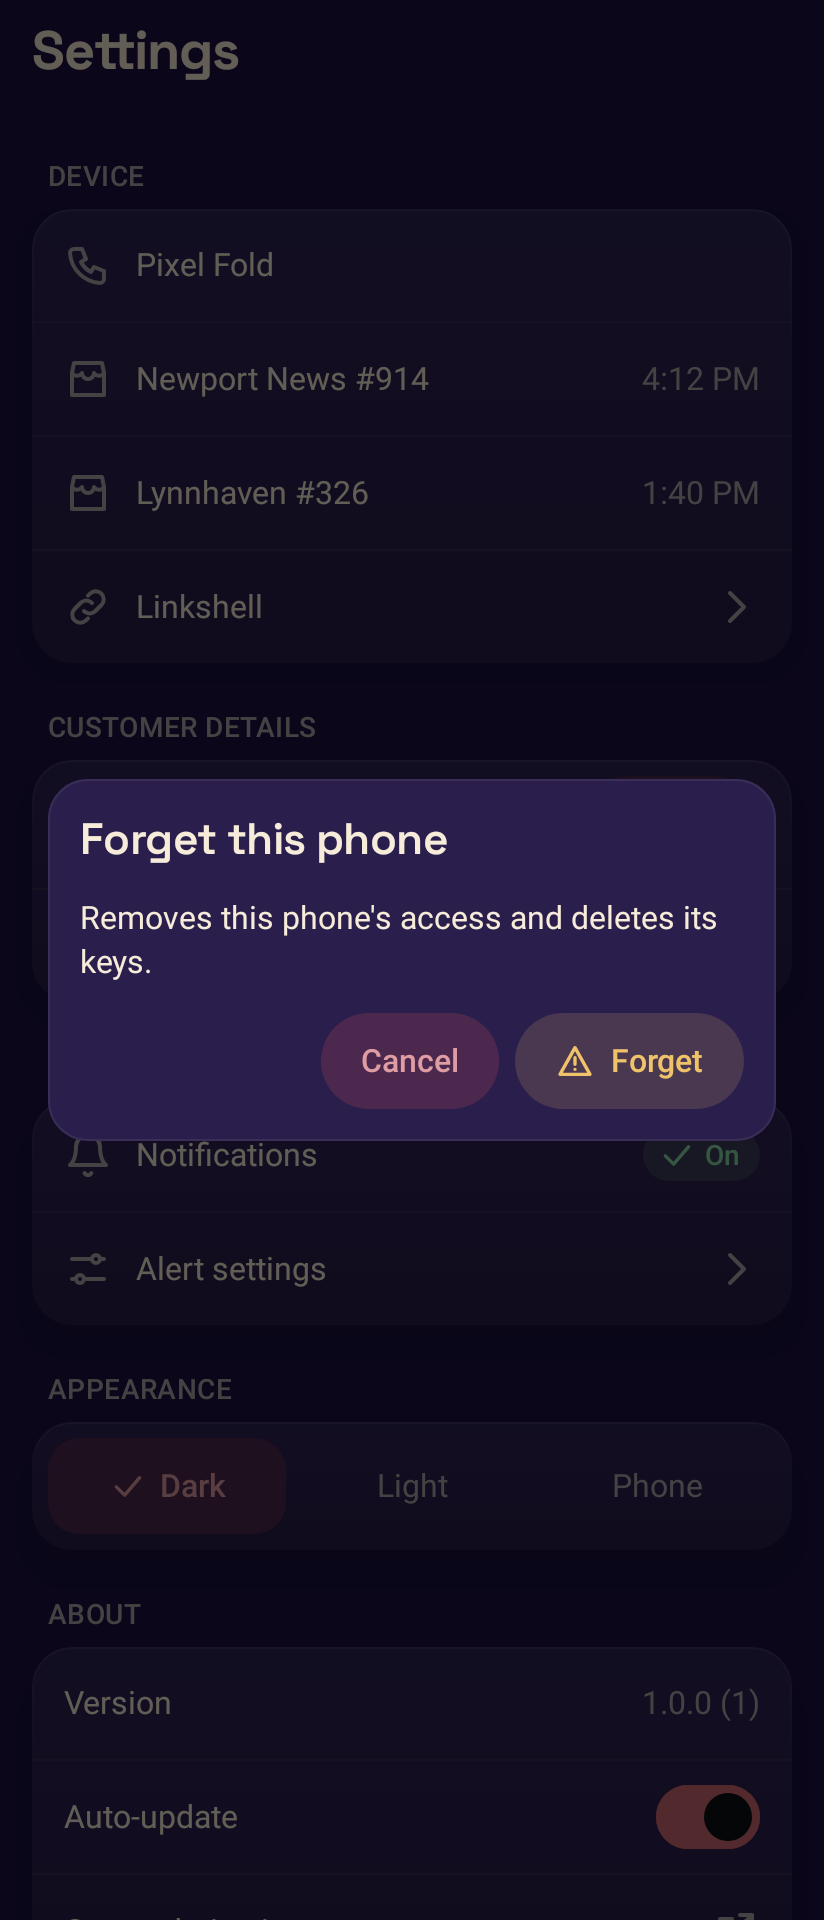 Settings
DEVICE
Pixel Fold
Newport News #914 4:12 PM
Lynnhaven #326 1:40 PM
Linkshell
CUSTOMER DETAILS
Forget this phone
Removes this phone's access and deletes its
keys.
Cancel Forget
Notifications On
Alert settings
APPEARANCE
Dark Light Phone
ABOUT
Version 1.0.0 (1)
Auto-update